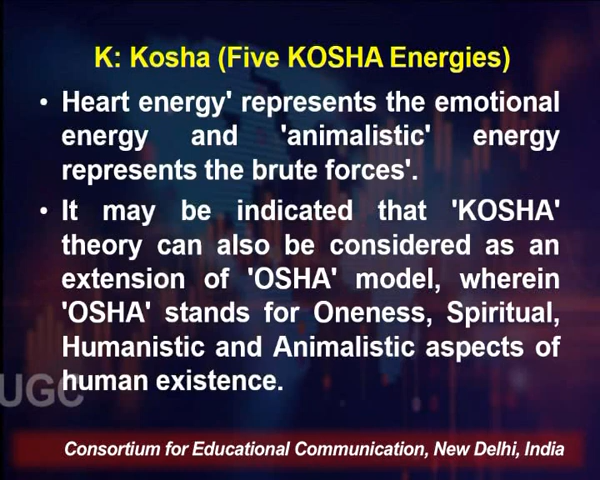 K: Kosha (Five KOSHA Energies)
• Heart energy' represents the emotional
energy and 'animalistic' energy
represents the brute forces'.
• It may be indicated that 'KOSHA'
theory can also be considered as an
extension of 'OSHA' model, wherein
'OSHA' stands for Oneness, Spiritual,
Humanistic and Animalistic aspects of
human existence.
UGC
Consortium for Educational Communication, New Delhi, India